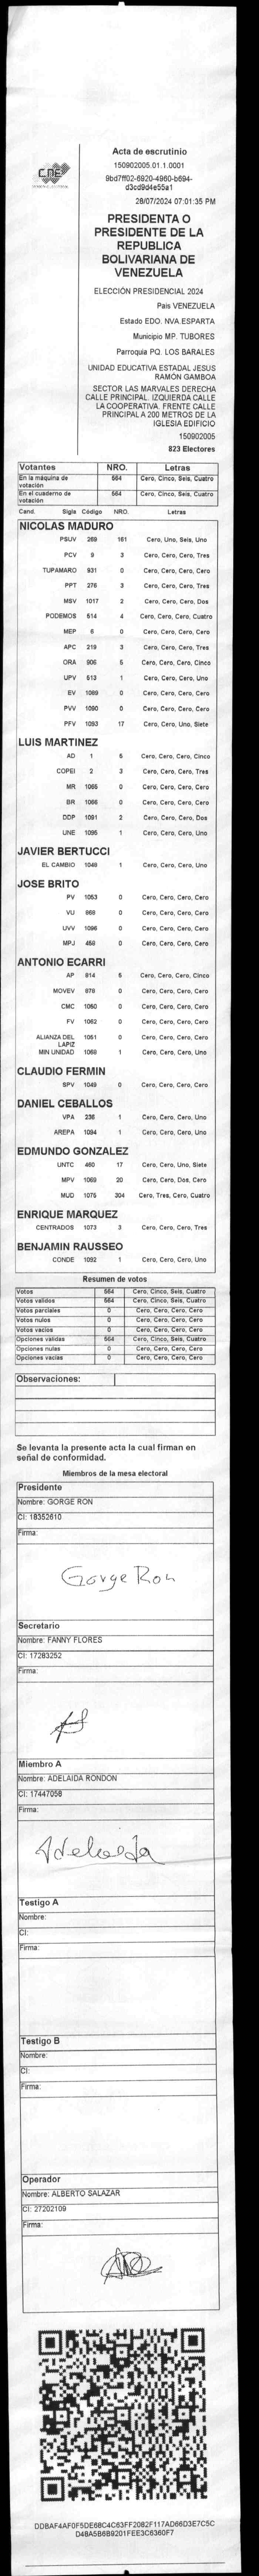 CNE
Acta de escrutinio
150902005.01.1.0001
9bd7ff02-6920-4960-b694-
d3cd9d4e55a1
28/07/2024 07:01:35 PM
PRESIDENTA O
PRESIDENTE DE LA
REPUBLICA
BOLIVARIANA DE
VENEZUELA
ELECCIÓN PRESIDENCIAL 2024
País VENEZUELA
Estado EDO. NVA.ESPARTA
Municipio MP. TUBORES
Parroquia PQ. LOS BARALES
UNIDAD EDUCATIVA ESTADAL JESUS
RAMÓN GAMBOA
SECTOR LAS MARVALES DERECHA
CALLE PRINCIPAL. IZQUIERDA CALLE
LA COOPERATIVA. FRENTE CALLE
PRINCIPAL A 200 METROS DE LA
IGLESIA EDIFICIO
150902005
823 Electores
Votantes NRO. Letras
En la máquina de votación 564 Cero, Cinco, Seis, Cuatro
En el cuaderno de votación 564 Cero, Cinco, Seis, Cuatro
Cand. Sigla Código NRO. Letras
NICOLAS MADURO
PSUV 269 161 Cero, Uno, Seis, Uno
PCV 9 3 Cero, Cero, Cero, Tres
TUPAMARO 931 0 Cero, Cero, Cero, Cero
PPT 276 3 Cero, Cero, Cero, Tres
MSV 1017 2 Cero, Cero, Cero, Dos
PODEMOS 514 4 Cero, Cero, Cero, Cuatro
MEP 6 0 Cero, Cero, Cero, Cero
APC 219 3 Cero, Cero, Cero, Tres
ORA 906 5 Cero, Cero, Cero, Cinco
UPV 513 1 Cero, Cero, Cero, Uno
EV 1089 0 Cero, Cero, Cero, Cero
PVV 1090 0 Cero, Cero, Cero, Cero
PFV 1093 17 Cero, Cero, Uno, Siete
LUIS MARTINEZ
AD 1 5 Cero, Cero, Cero, Cinco
COPEI 2 3 Cero, Cero, Cero, Tres
MR 1065 0 Cero, Cero, Cero, Cero
BR 1066 0 Cero, Cero, Cero, Cero
DDP 1091 2 Cero, Cero, Cero, Dos
UNE 1095 1 Cero, Cero, Cero, Uno
JAVIER BERTUCCI
EL CAMBIO 1046 1 Cero, Cero, Cero, Uno
JOSE BRITO
PV 1053 0 Cero, Cero, Cero, Cero
VU 968 0 Cero, Cero, Cero, Cero
UVV 1096 0 Cero, Cero, Cero, Cero
MPJ 458 0 Cero, Cero, Cero, Cero
ANTONIO ECARRI
AP 914 5 Cero, Cero, Cero, Cinco
MOVEV 979 0 Cero, Cero, Cero, Cero
CMC 1050 0 Cero, Cero, Cero, Cero
FV 1062 0 Cero, Cero, Cero, Cero
ALIANZA DEL LAPIZ 1051 0 Cero, Cero, Cero, Cero
MIN UNIDAD 1068 1 Cero, Cero, Cero, Uno
CLAUDIO FERMIN
SPV 1049 0 Cero, Cero, Cero, Cero
DANIEL CEBALLOS
VPA 236 1 Cero, Cero, Cero, Uno
AREPA 1094 1 Cero, Cero, Cero, Uno
EDMUNDO GONZALEZ
UNTC 460 17 Cero, Cero, Uno, Siete
MPV 1069 20 Cero, Cero, Dos, Cero
MUD 1075 304 Cero, Tres, Cero, Cuatro
ENRIQUE MARQUEZ
CENTRADOS 1073 3 Cero, Cero, Cero, Tres
BENJAMIN RAUSSEO
CONDE 1092 1 Cero, Cero, Cero, Uno
Resumen de votos
Votos 564 Cero, Cinco, Seis, Cuatro
Votos validos 564 Cero, Cinco, Seis, Cuatro
Votos parciales 0 Cero, Cero, Cero, Cero
Votos nulos 0 Cero, Cero, Cero, Cero
Votos vacios 0 Cero, Cero, Cero, Cero
Opciones validas 564 Cero, Cinco, Seis, Cuatro
Opciones nulas 0 Cero, Cero, Cero, Cero
Opciones vacias 0 Cero, Cero, Cero, Cero
Observaciones:
Se levanta la presente acta la cual firman en
señal de conformidad.
Miembros de la mesa electoral
Presidente
Nombre: GORGE RON
CI: 18352610
Firma:
Gorge Ron
Secretario
Nombre: FANNY FLORES
CI: 17283252
Firma:
Miembro A
Nombre: ADELAIDA RONDON
CI: 17447056
Firma:
Adelaida
Testigo A
Nombre:
CI:
Firma:
Testigo B
Nombre:
CI:
Firma:
Operador
Nombre: ALBERTO SALAZAR
CI: 27202109
Firma:
DDBAF4AF0F5DE68C4C63FF2082F117AD66D3E7C5C
D48A5B6B9201FEE3C6360F7